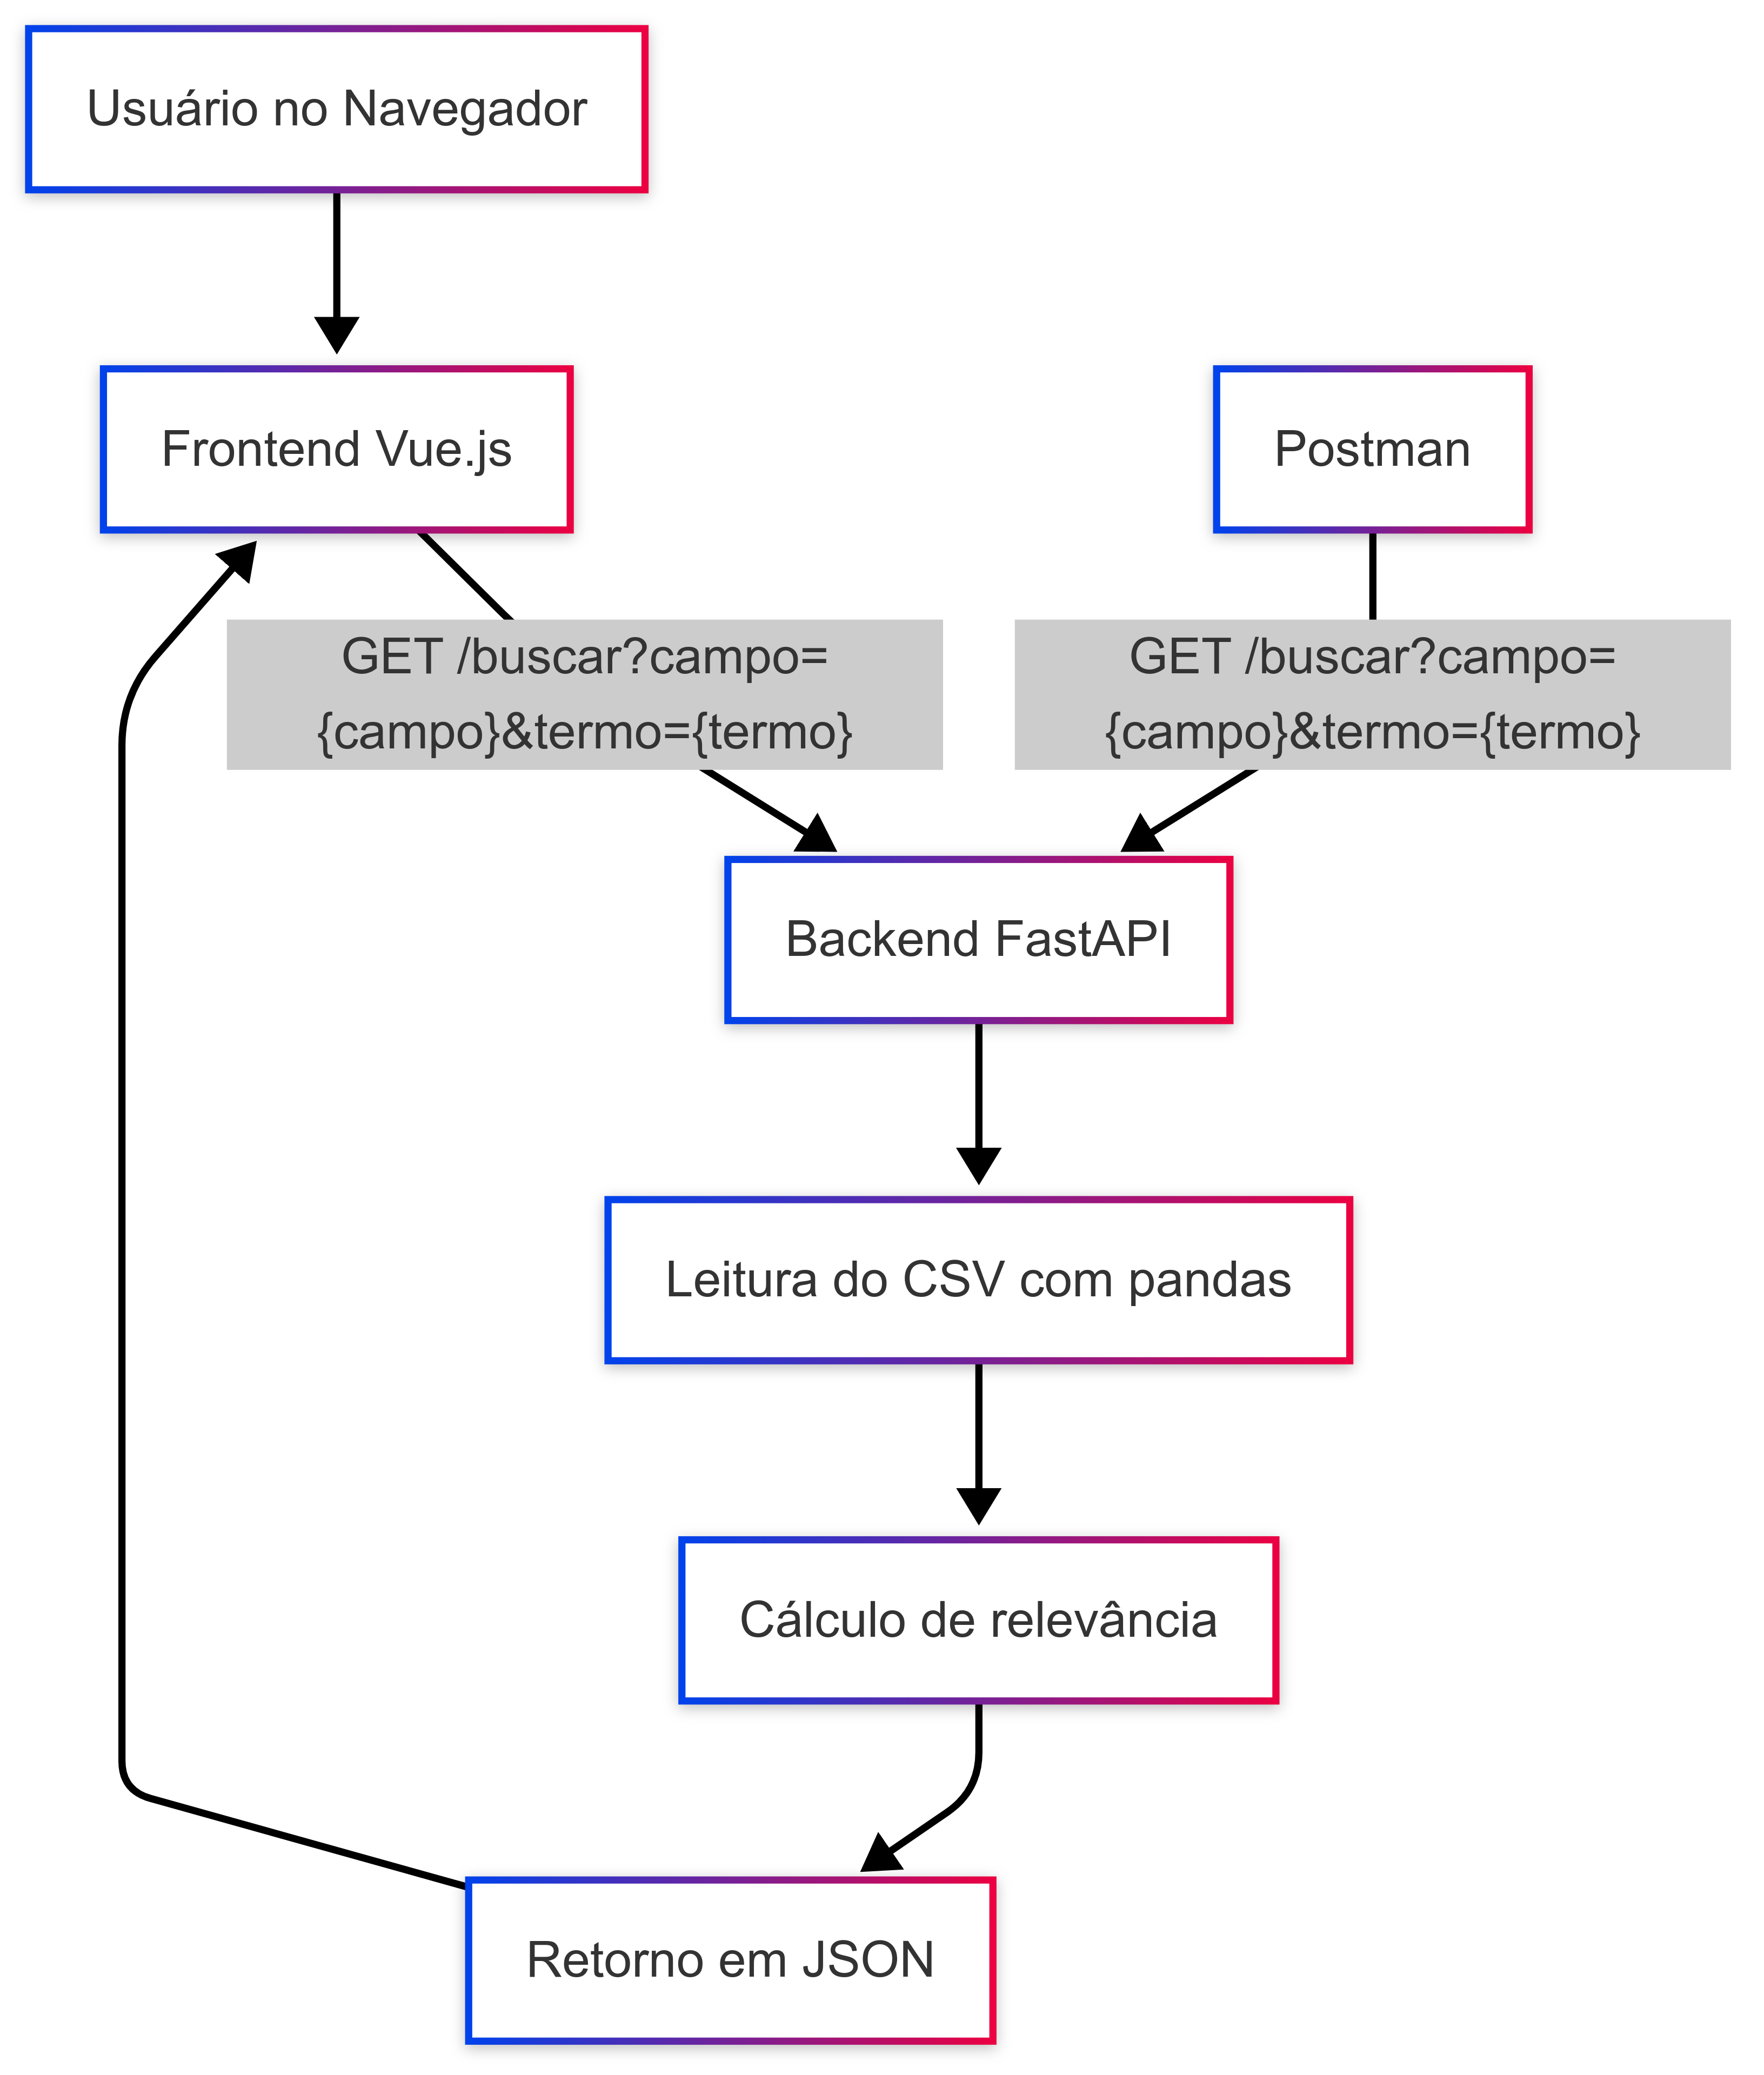 Usuário no Navegador
Frontend Vue.js
Postman
GET /buscar?campo=
{campo}&termo={termo}
GET /buscar?campo=
{campo}&termo={termo}
Backend FastAPI
Leitura do CSV com pandas
Cálculo de relevância
Retorno em JSON